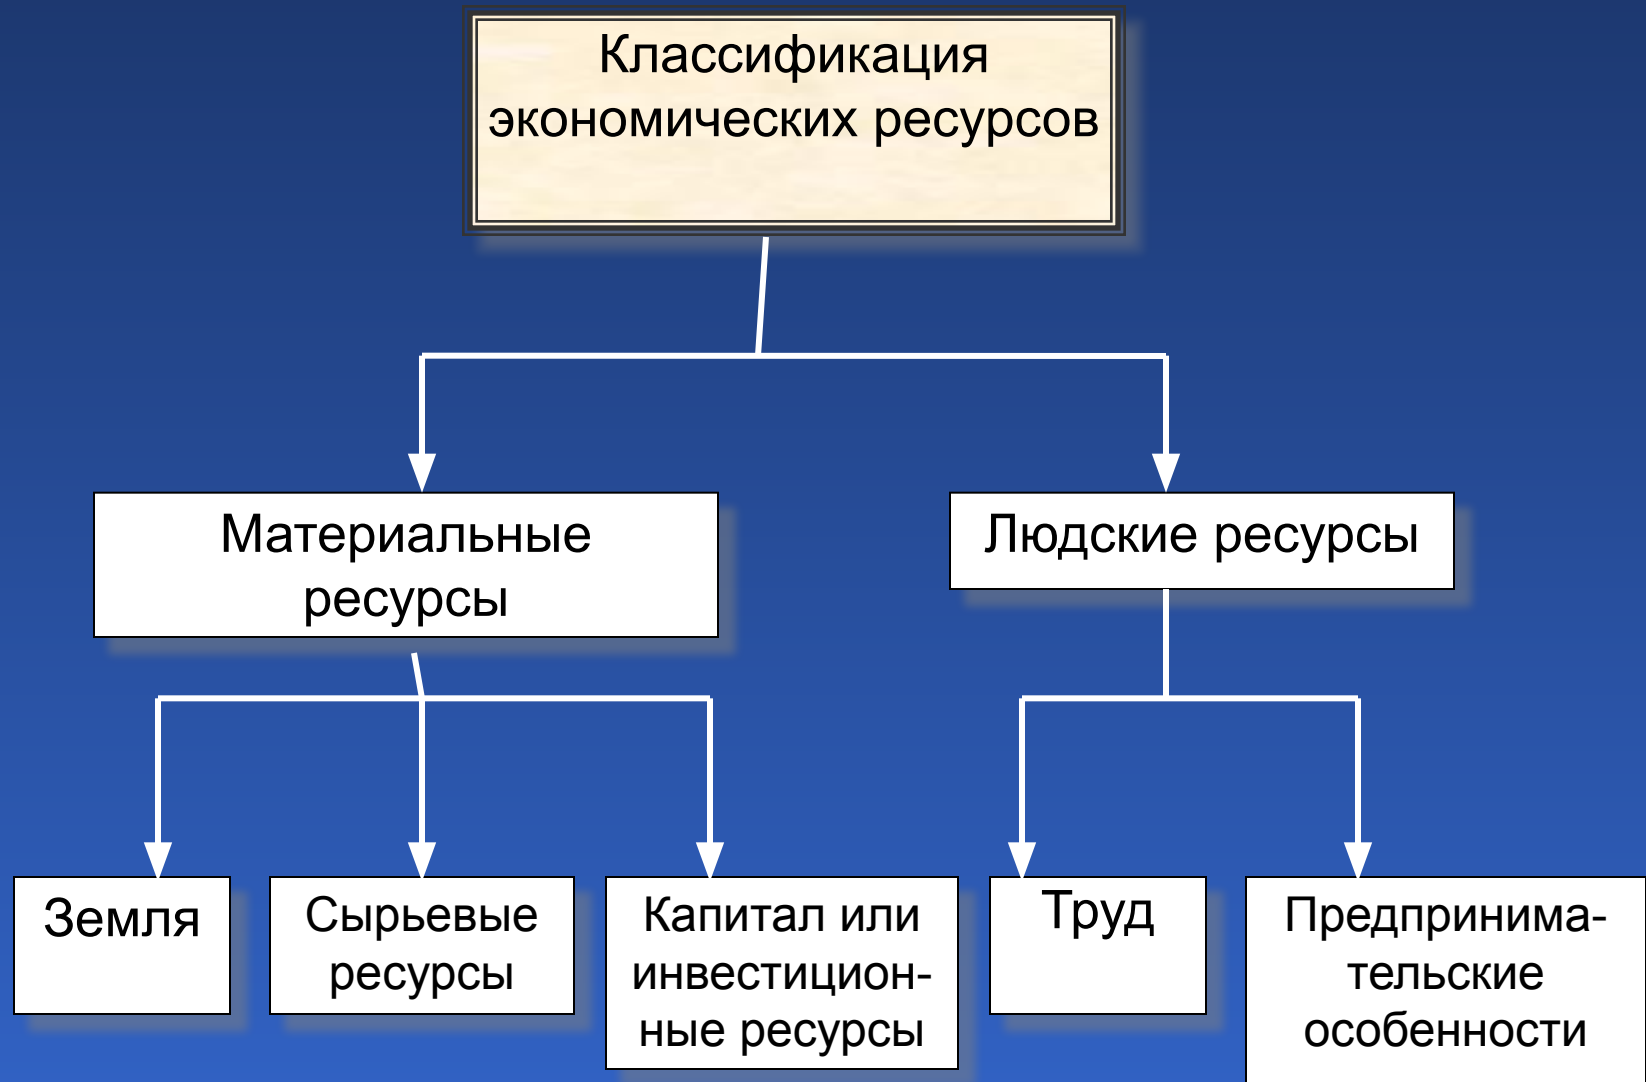 Классификация
экономических ресурсов
Материальные
ресурсы
Людские ресурсы
Земля
Сырьевые
ресурсы
Капитал или
инвестицион-
ные ресурсы
Труд
Предпринима-
тельские
особенности